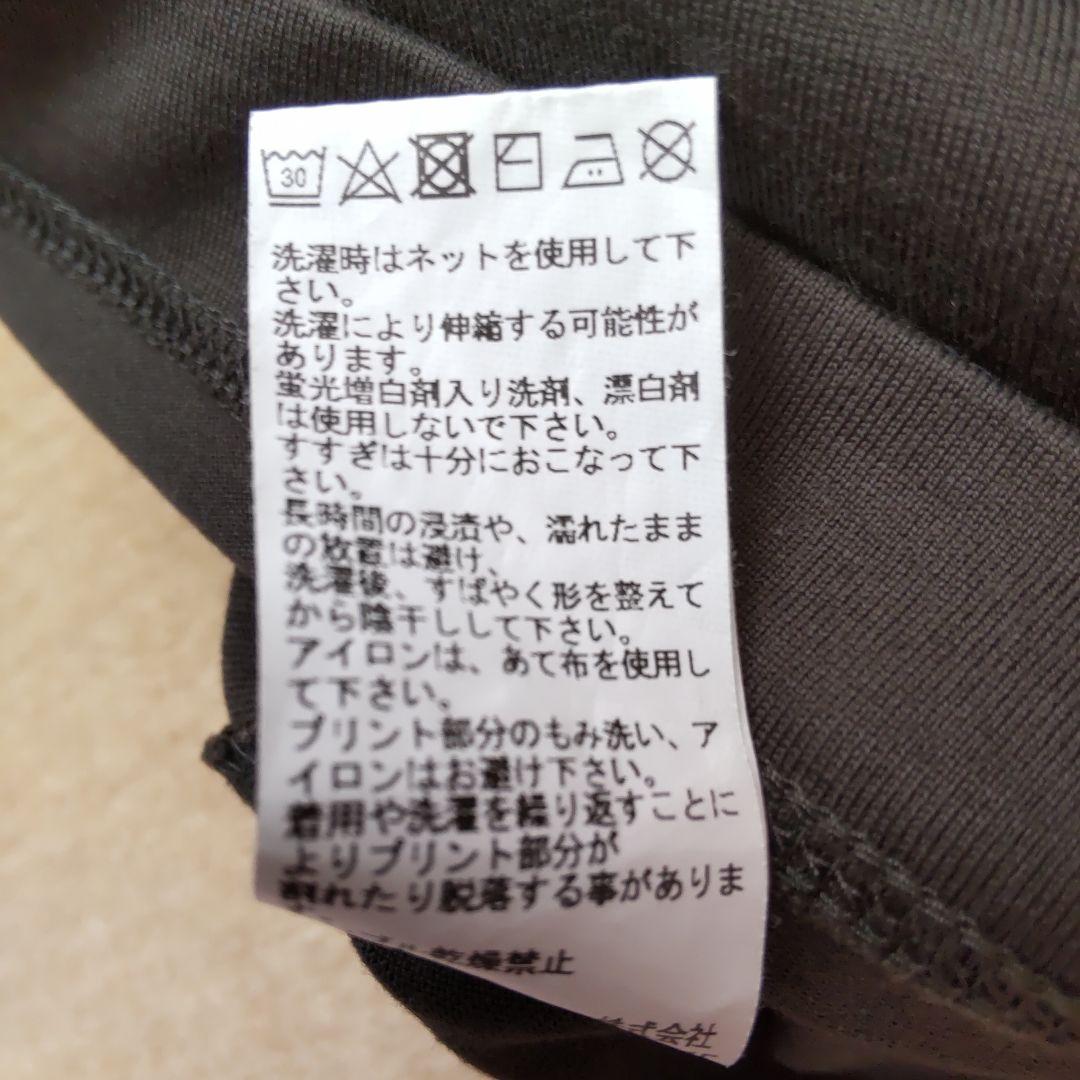 30
洗濯時はネットを使用して下
さい。
洗濯により伸縮する可能性が
あります。
蛍光増白剤入り洗剤、漂白剤
は使用しないで下さい。
すすぎは十分におこなって下
さい。
長時間の浸漬や、濡れたまま
の放置は避け、
洗濯後、すばやく形を整えて
から陰干しして下さい。
アイロンは、あて布を使用し
て下さい。
プリント部分のもみ洗い、ア
イロンはお避け下さい。
着用や洗濯を繰り返すことに
よりプリント部分が
れたり脱落する事がありま
乾燥禁止
株式会社